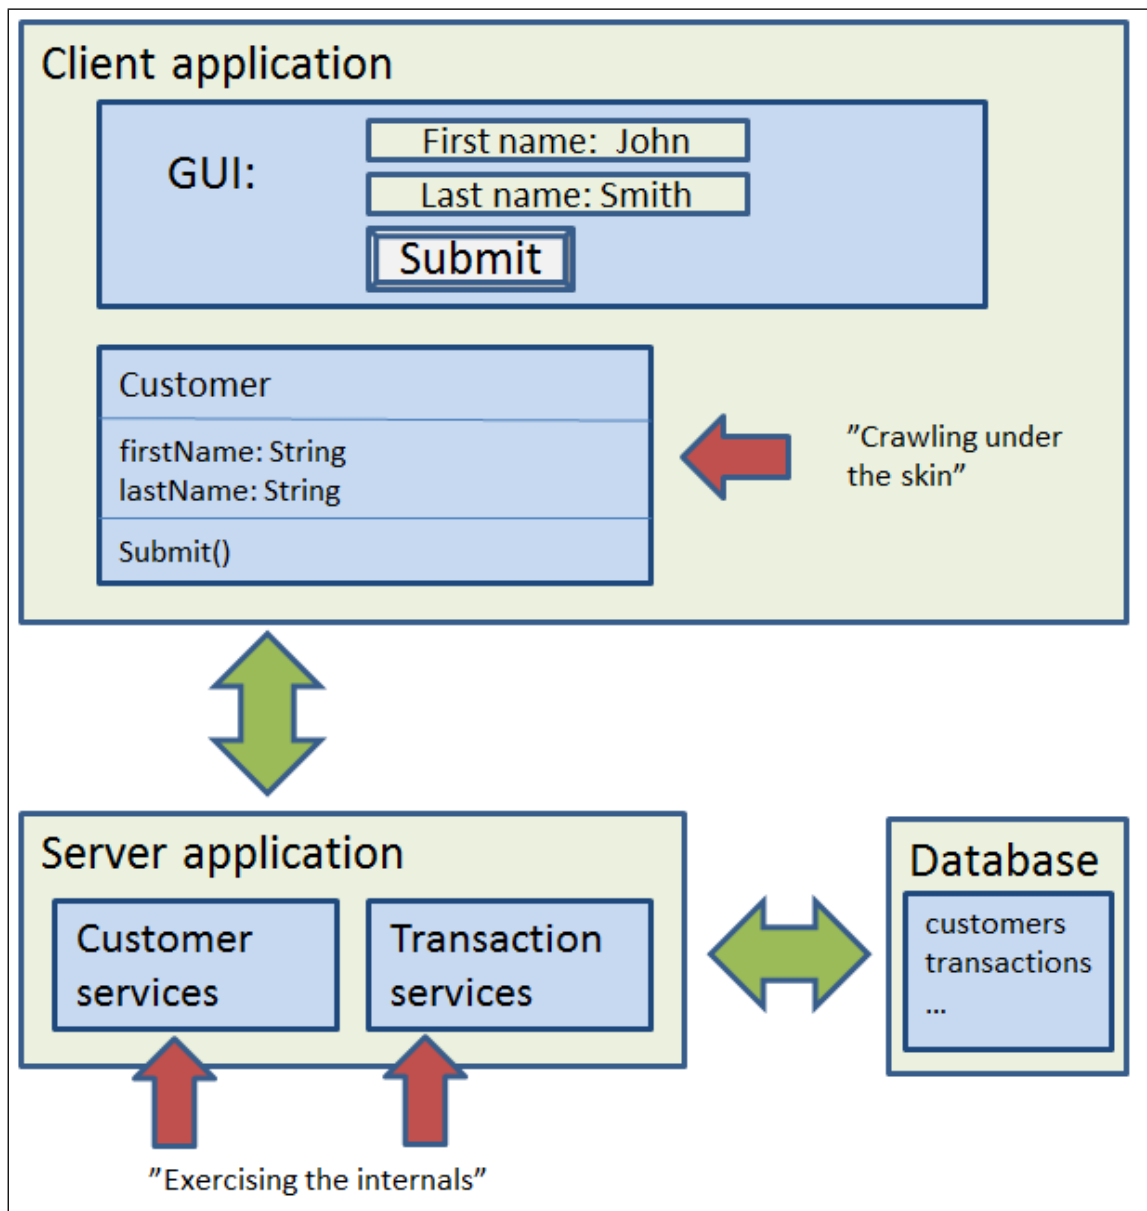 Client application
GUI:
First name: John
Last name: Smith
Submit
Customer
firstName: String
lastName: String
Submit()
"Crawling under
the skin"
Server application
Customer
services
Transaction
services
Database
customers
transactions
...
"Exercising the internals"